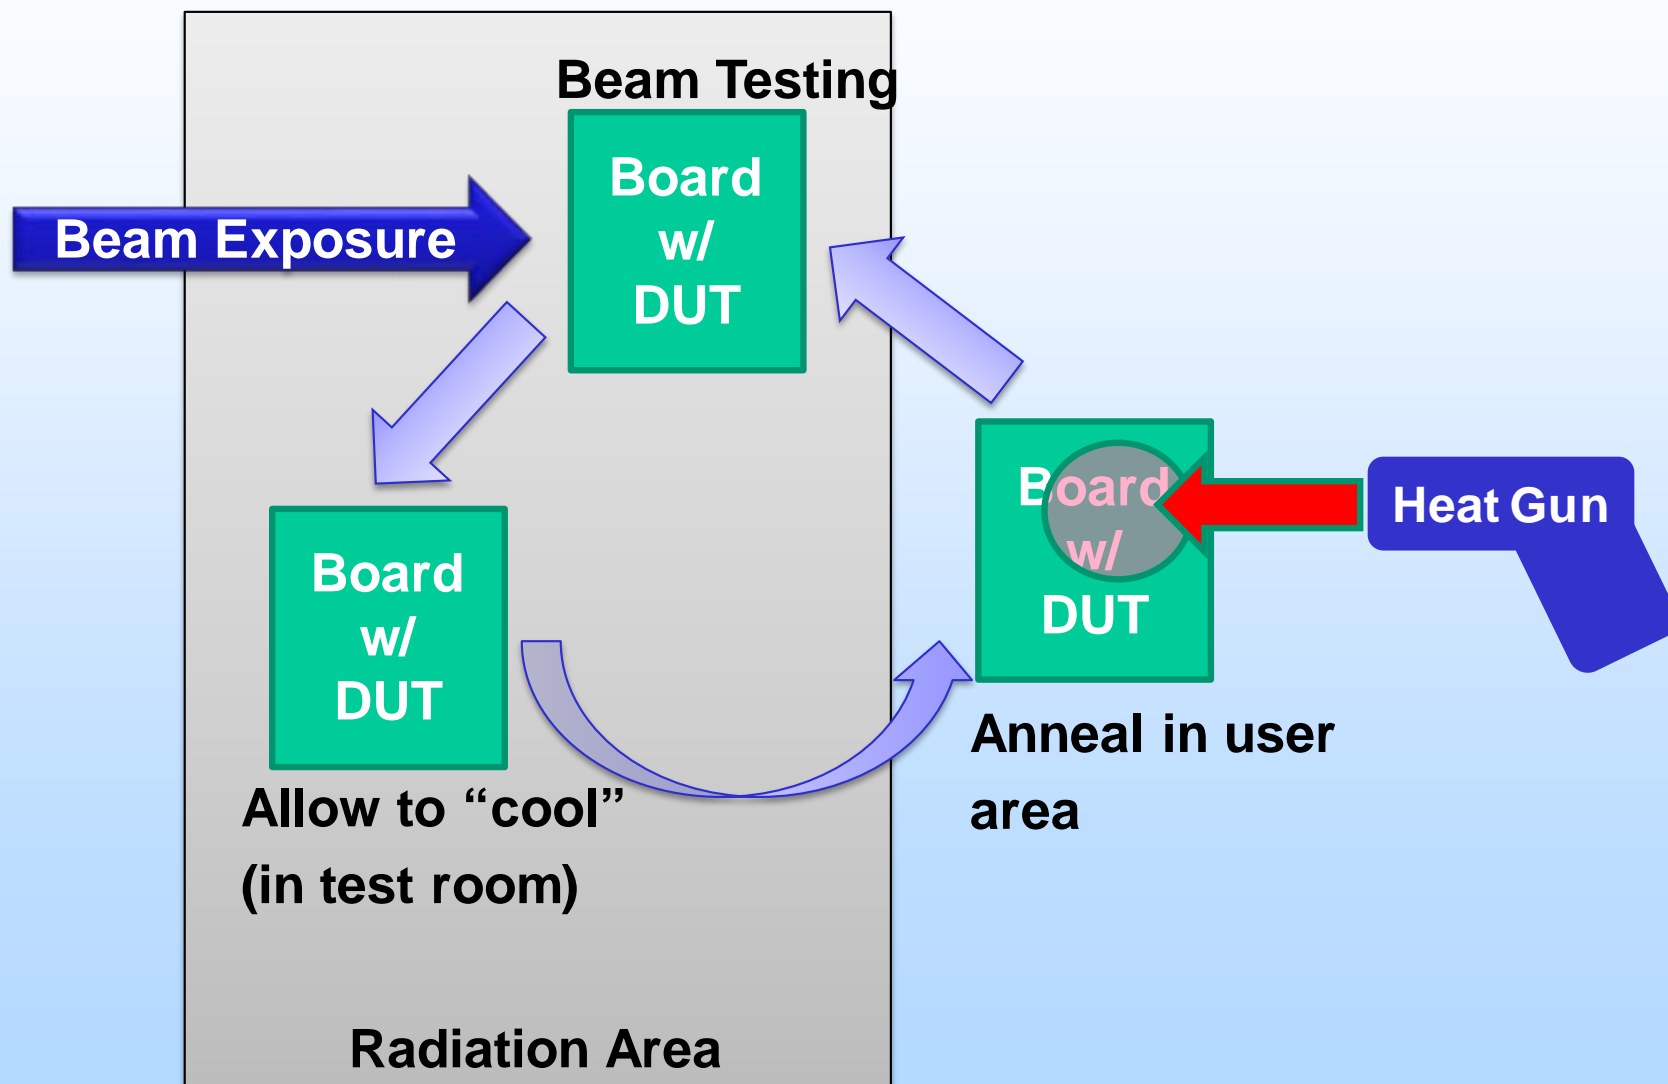 Beam Testing
Board
w/
DUT
Beam Exposure
Board
w/
DUT
Heat Gun
Board
w/
DUT
Allow to “cool”
(in test room)
Anneal in user
area
Radiation Area